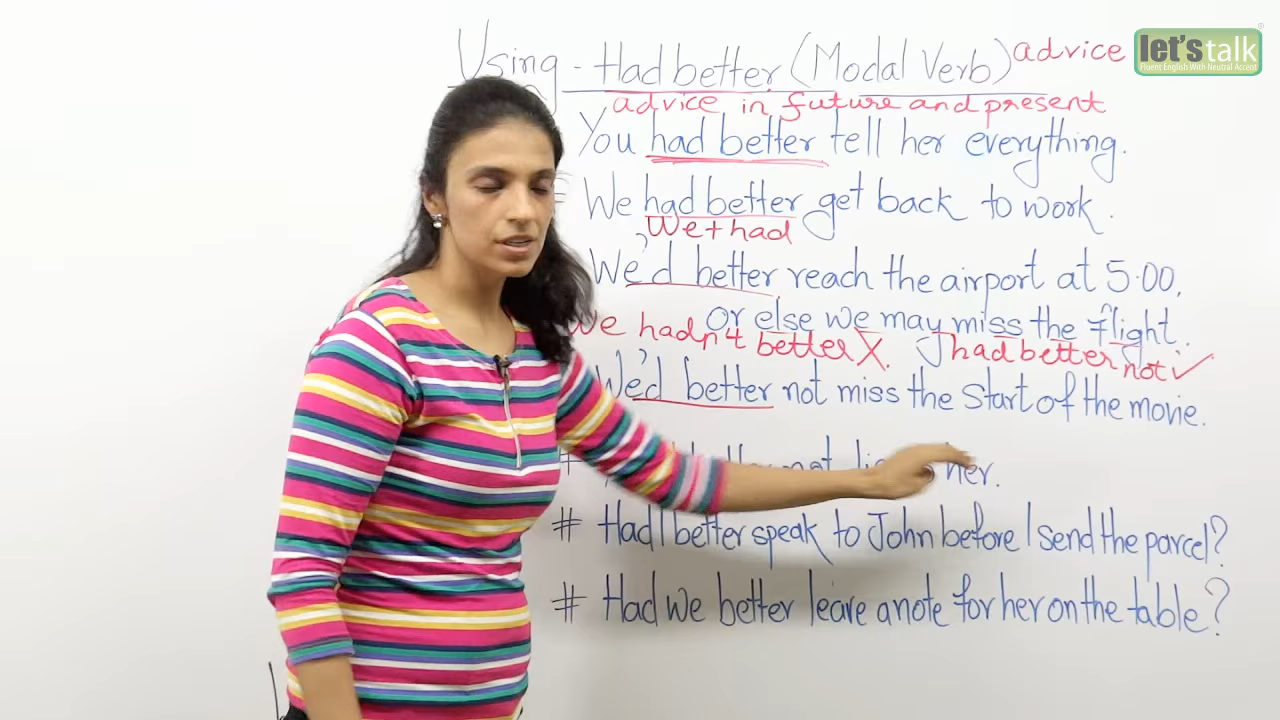 let's talk
Fluent English With Neutral Accent
Using - Had better (Modal Verb) advice
advice in future and present
You had better tell her everything.
We had better get back to work.
We + had
We'd better reach the airport at 5.00,
or else we may miss the flight.
We hadn't better X. had better not ✓
We'd better not miss the start of the movie.
# not her.
# Had I better speak to John before I send the parcel?
# Had we better leave a note for her on the table?